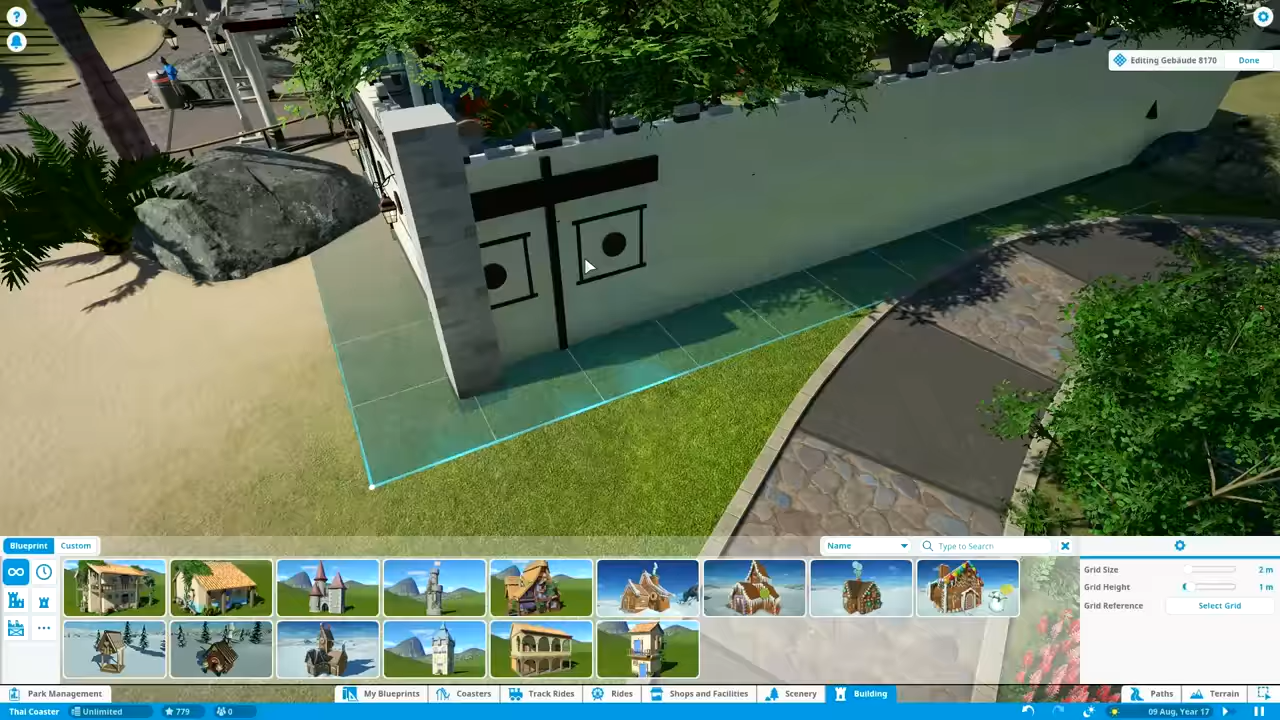 ?
Editing Gebäude 8170 Done
Blueprint Custom
Name
Type to Search
Grid Size 2 m
Grid Height 1 m
Grid Reference Select Grid
Park Management
My Blueprints Coasters Track Rides Rides Shops and Facilities Scenery Building
Paths Terrain
Thai Coaster Unlimited 779 0
09 Aug, Year 17